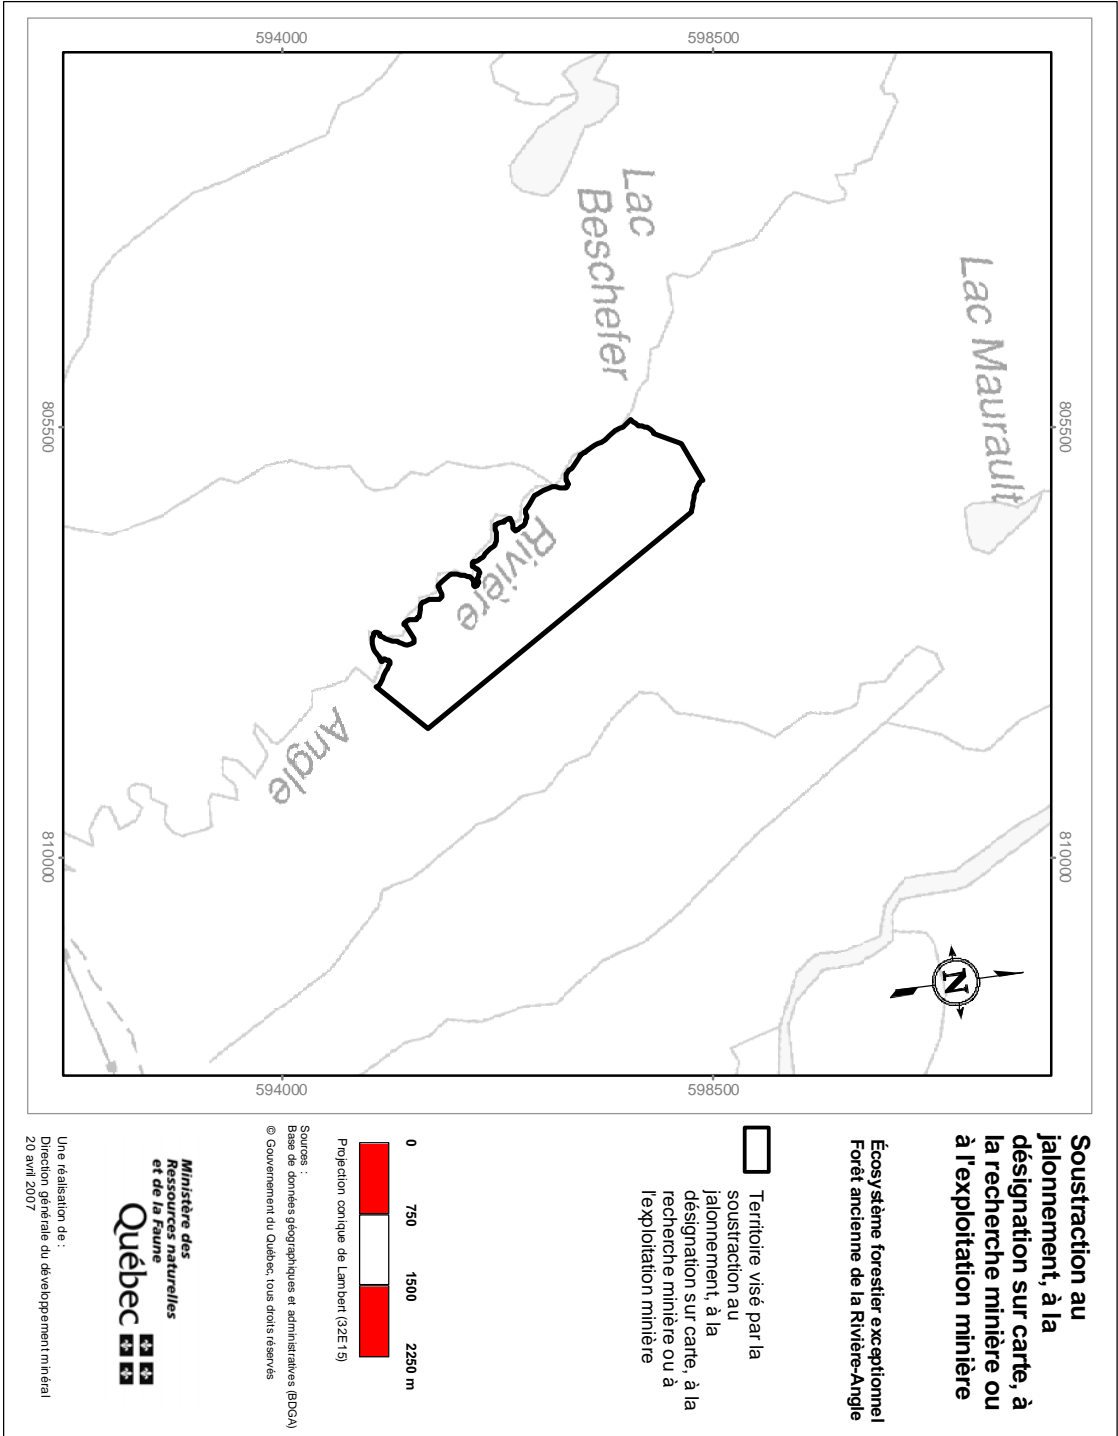 594000
598500
805500
805500
810000
810000
594000
598500
Lac
Beschefer
Lac Maurault
Rivière
Angle
N
Soustraction au
jalonnement, à la
désignation sur carte, à
la recherche minière ou
à l'exploitation minière
Écosystème forestier exceptionnel
Forêt ancienne de la Rivière-Angle
Territoire visé par la
soustraction au
jalonnement, à la
désignation sur carte, à la
recherche minière ou à
l'exploitation minière
0 750 1500 2250 m
Projection conique de Lambert (32E15)
Sources :
Base de données géographiques et administratives (BDGA)
© Gouvernement du Québec, tous droits réservés
Ministère des
Ressources naturelles
et de la Faune
Québec
Une réalisation de :
Direction générale du développement minéral
20 avril 2007